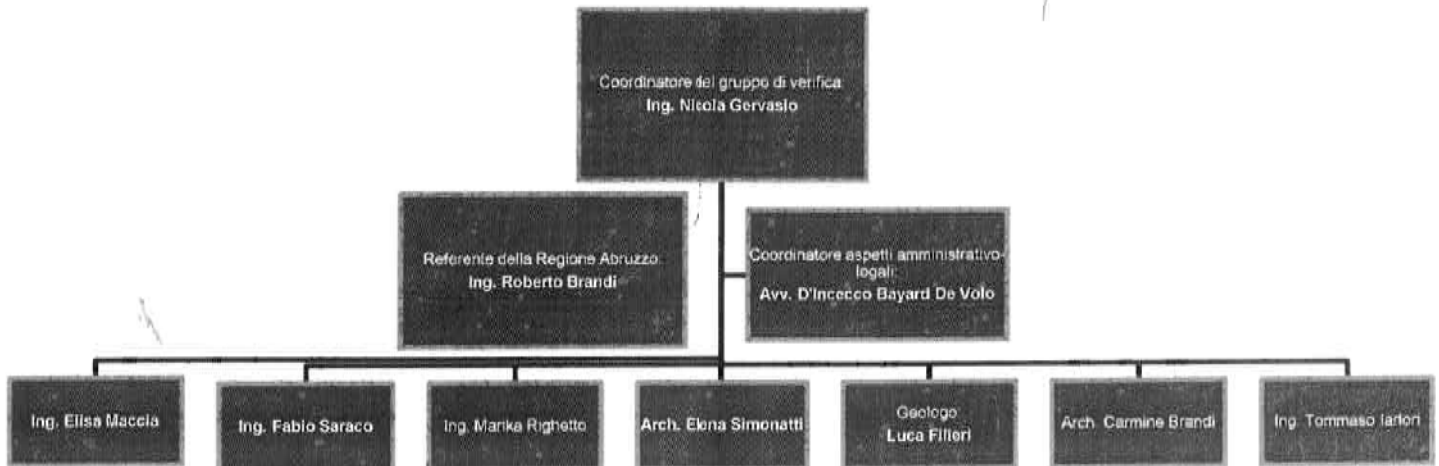 Coordinatore del gruppo di verifica
Ing. Nicola Gervasio
Referente della Regione Abruzzo:
Ing. Roberto Brandi
Coordinatore aspetti amministrativo-
legali
Avv. D'Incecco Bayard De Volo
Ing. Elisa Maccia
Ing. Fabio Saraco
Ing. Marika Righetto
Arch. Elena Simonatti
Geologo
Luca Filieri
Arch. Carmine Brandi
Ing. Tommaso